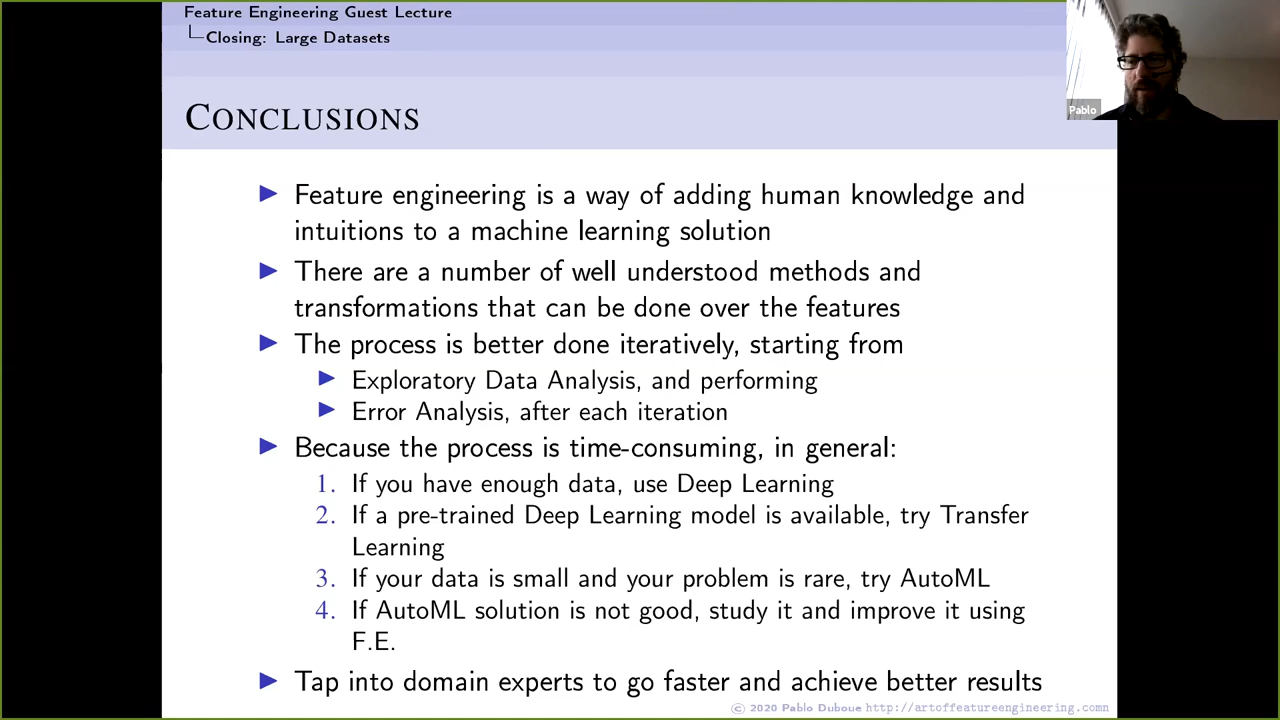 Feature Engineering Guest Lecture
Closing: Large Datasets
Pablo
CONCLUSIONS
Feature engineering is a way of adding human knowledge and
intuitions to a machine learning solution
There are a number of well understood methods and
transformations that can be done over the features
The process is better done iteratively, starting from
Exploratory Data Analysis, and performing
Error Analysis, after each iteration
Because the process is time-consuming, in general:
1. If you have enough data, use Deep Learning
2. If a pre-trained Deep Learning model is available, try Transfer
Learning
3. If your data is small and your problem is rare, try AutoML
4. If AutoML solution is not good, study it and improve it using
F.E.
Tap into domain experts to go faster and achieve better results
© 2020 Pablo Duboue http://artoffeatureengineering.comn